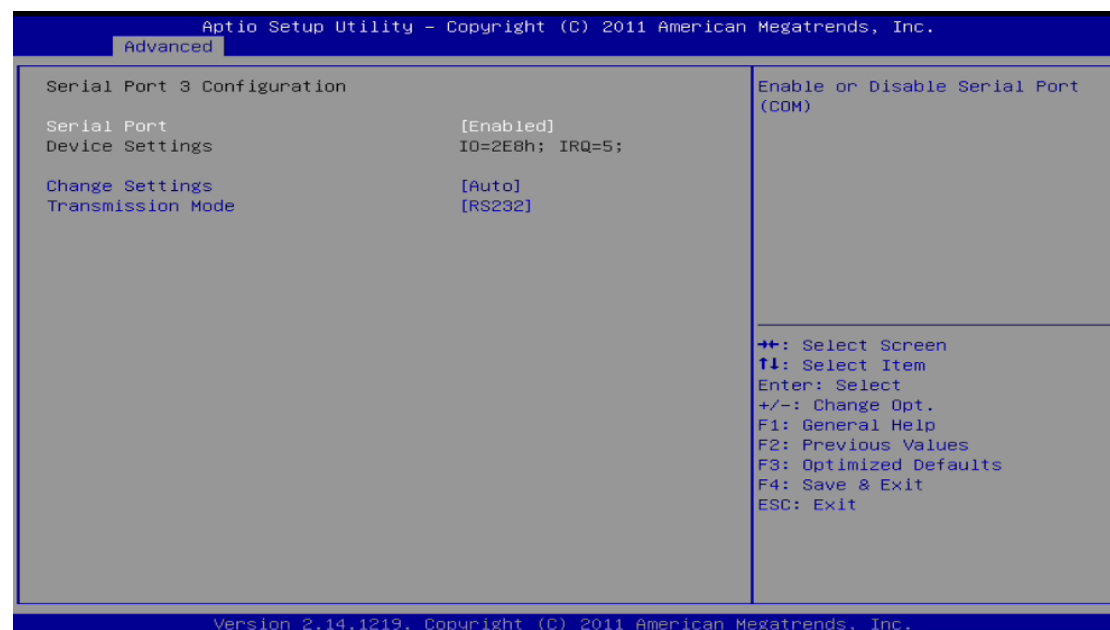 Aptio Setup Utility – Copyright (C) 2011 American Megatrends, Inc.
Advanced
Serial Port 3 Configuration
Serial Port [Enabled]
Device Settings IO=2E8h; IRQ=5;
Change Settings [Auto]
Transmission Mode [RS232]
Enable or Disable Serial Port
(COM)
→←: Select Screen
↑↓: Select Item
Enter: Select
+/-: Change Opt.
F1: General Help
F2: Previous Values
F3: Optimized Defaults
F4: Save & Exit
ESC: Exit
Version 2.14.1219. Copyright (C) 2011 American Megatrends, Inc.